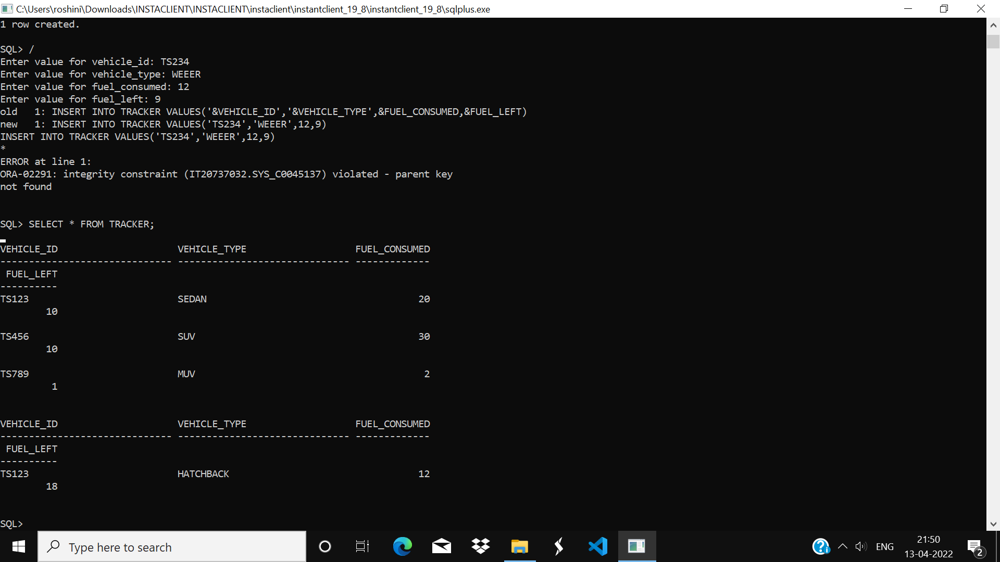 C:\Users\roshini\Downloads\INSTACLIENT\INSTACLIENT\instaclient\instantclient_19_8\instantclient_19_8\sqlplus.exe
1 row created.
SQL> /
Enter value for vehicle_id: TS234
Enter value for vehicle_type: WEEER
Enter value for fuel_consumed: 12
Enter value for fuel_left: 9
old   1: INSERT INTO TRACKER VALUES('&VEHICLE_ID','&VEHICLE_TYPE',&FUEL_CONSUMED,&FUEL_LEFT)
new   1: INSERT INTO TRACKER VALUES('TS234','WEEER',12,9)
INSERT INTO TRACKER VALUES('TS234','WEEER',12,9)
*
ERROR at line 1:
ORA-02291: integrity constraint (IT20737032.SYS_C0045137) violated - parent key
not found
SQL> SELECT * FROM TRACKER;
VEHICLE_ID                     VEHICLE_TYPE                   FUEL_CONSUMED
------------------------------ ------------------------------ -------------
 FUEL_LEFT
----------
TS123                          SEDAN                                     20
        10
TS456                          SUV                                       30
        10
TS789                          MUV                                        2
         1
VEHICLE_ID                     VEHICLE_TYPE                   FUEL_CONSUMED
------------------------------ ------------------------------ -------------
 FUEL_LEFT
----------
TS123                          HATCHBACK                                 12
        18
SQL>
Type here to search
ENG
21:50
13-04-2022
2